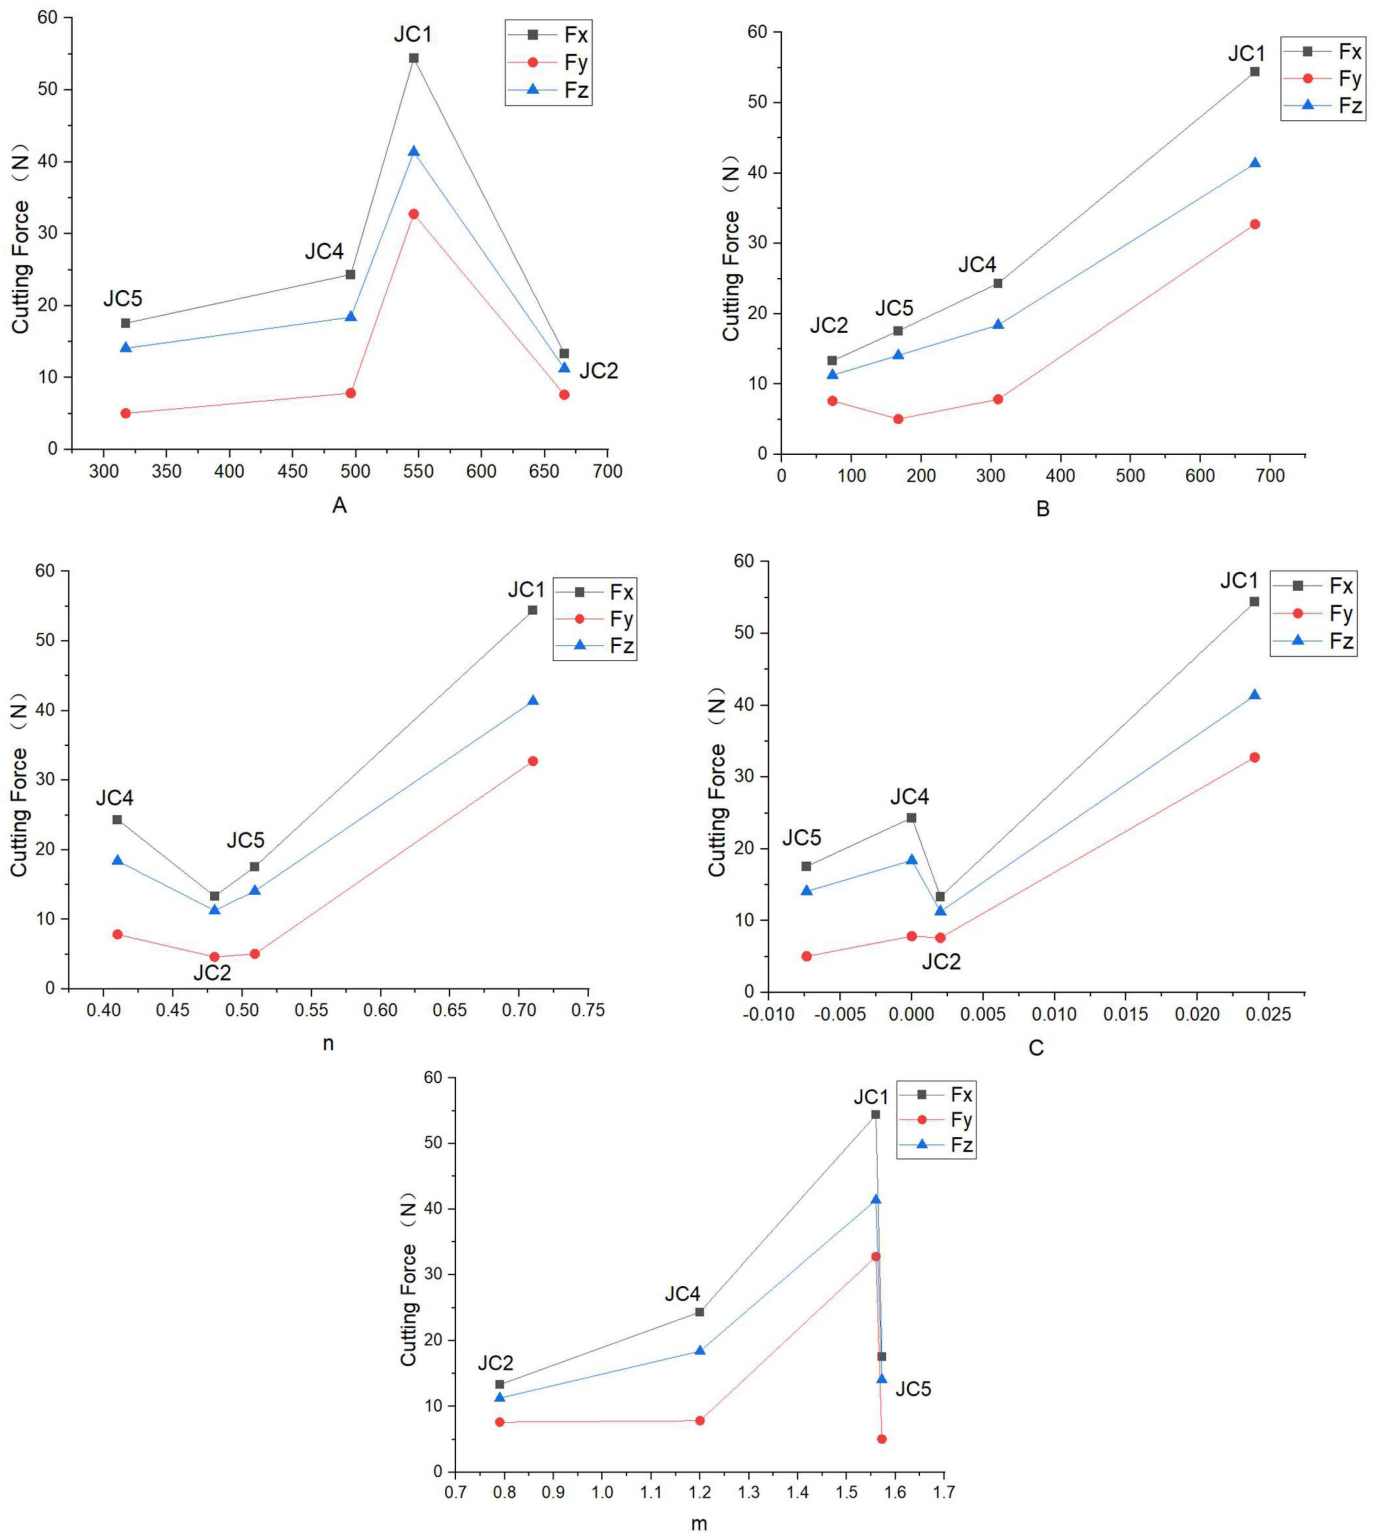 60
50
40
30
20
10
0
Cutting Force （N）
JC5
JC4
JC1
JC2
Fx
Fy
Fz
300 350 400 450 500 550 600 650 700
A
60
50
40
30
20
10
0
Cutting Force （N）
JC2
JC5
JC4
JC1
Fx
Fy
Fz
0 100 200 300 400 500 600 700
B
60
50
40
30
20
10
0
Cutting Force （N）
JC4
JC2
JC5
JC1
Fx
Fy
Fz
0.40 0.45 0.50 0.55 0.60 0.65 0.70 0.75
n
60
50
40
30
20
10
0
Cutting Force （N）
JC5
JC4
JC2
JC1
Fx
Fy
Fz
-0.010 -0.005 0.000 0.005 0.010 0.015 0.020 0.025
C
60
50
40
30
20
10
0
Cutting Force （N）
JC2
JC4
JC1
JC5
Fx
Fy
Fz
0.7 0.8 0.9 1.0 1.1 1.2 1.3 1.4 1.5 1.6 1.7
m